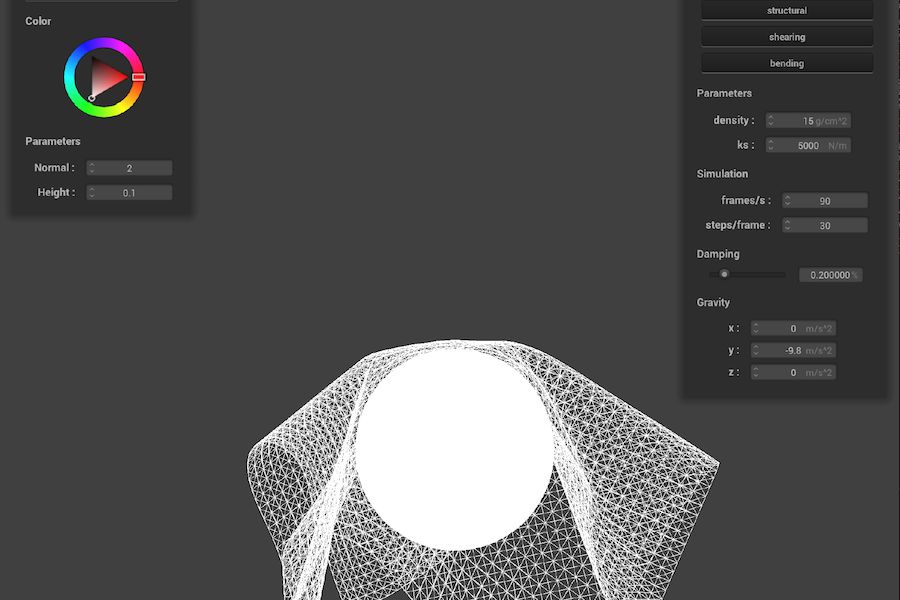 Color
Parameters
Normal : 2
Height : 0.1
structural
shearing
bending
Parameters
density : 15 g/cm^2
ks : 5000 N/m
Simulation
frames/s : 90
steps/frame : 30
Damping
0.200000 %
Gravity
x : 0 m/s^2
y : -9.8 m/s^2
z : 0 m/s^2